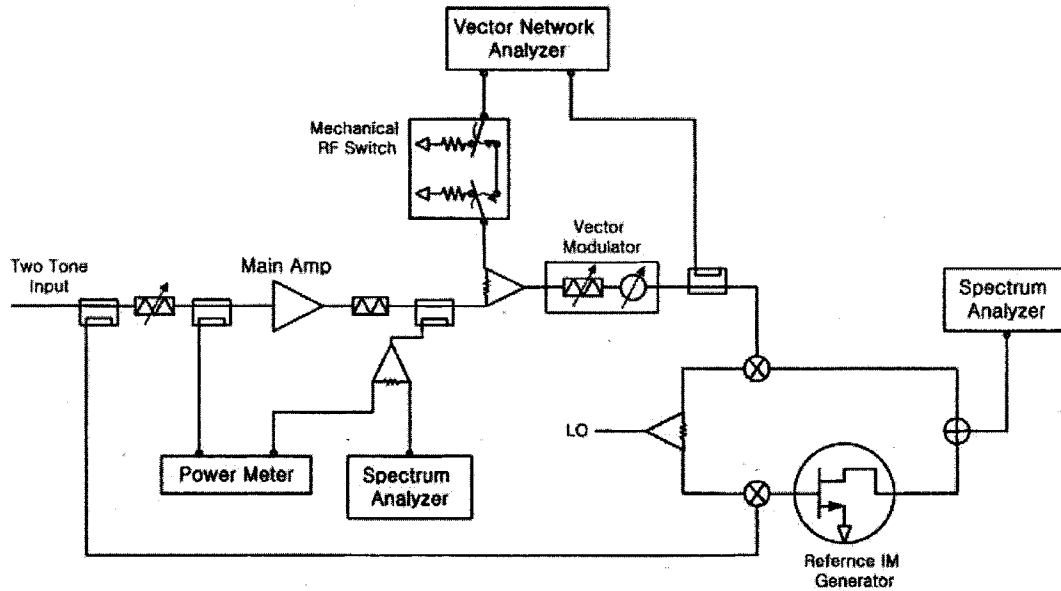 Vector Network
Analyzer
Mechanical
RF Switch
Vector
Modulator
Two Tone
Input
Main Amp
Spectrum
Analyzer
LO
Power Meter
Spectrum
Analyzer
Refernce IM
Generator